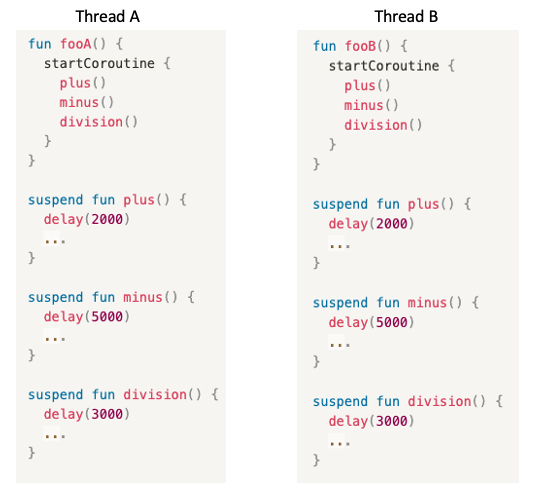 Thread A
fun fooA() {
startCoroutine {
plus()
minus()
division()
}
}
suspend fun plus() {
delay(2000)
...
}
suspend fun minus() {
delay(5000)
...
}
suspend fun division() {
delay(3000)
...
}
Thread B
fun fooB() {
startCoroutine {
plus()
minus()
division()
}
}
suspend fun plus() {
delay(2000)
...
}
suspend fun minus() {
delay(5000)
...
}
suspend fun division() {
delay(3000)
...
}